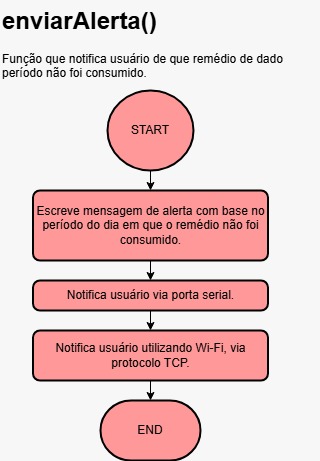 enviarAlerta()
Função que notifica usuário de que remédio de dado
período não foi consumido.
START
Escreve mensagem de alerta com base no
período do dia em que o remédio não foi
consumido.
Notifica usuário via porta serial.
Notifica usuário utilizando Wi-Fi, via
protocolo TCP.
END